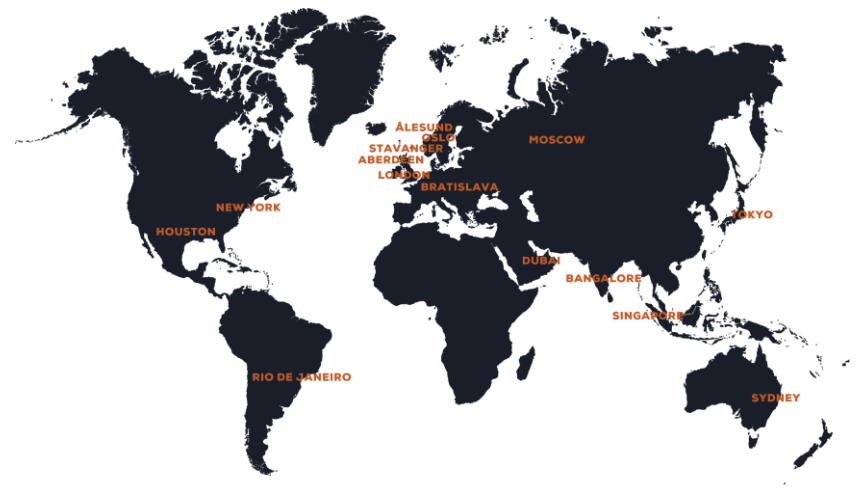 ÅLESUND
OSLO
MOSCOW
STAVANGER
ABERDEEN
LONDON
BRATISLAVA
NEW YORK
TOKYO
HOUSTON
DUBAI
BANGALORE
SINGAPORE
RIO DE JANEIRO
SYDNEY